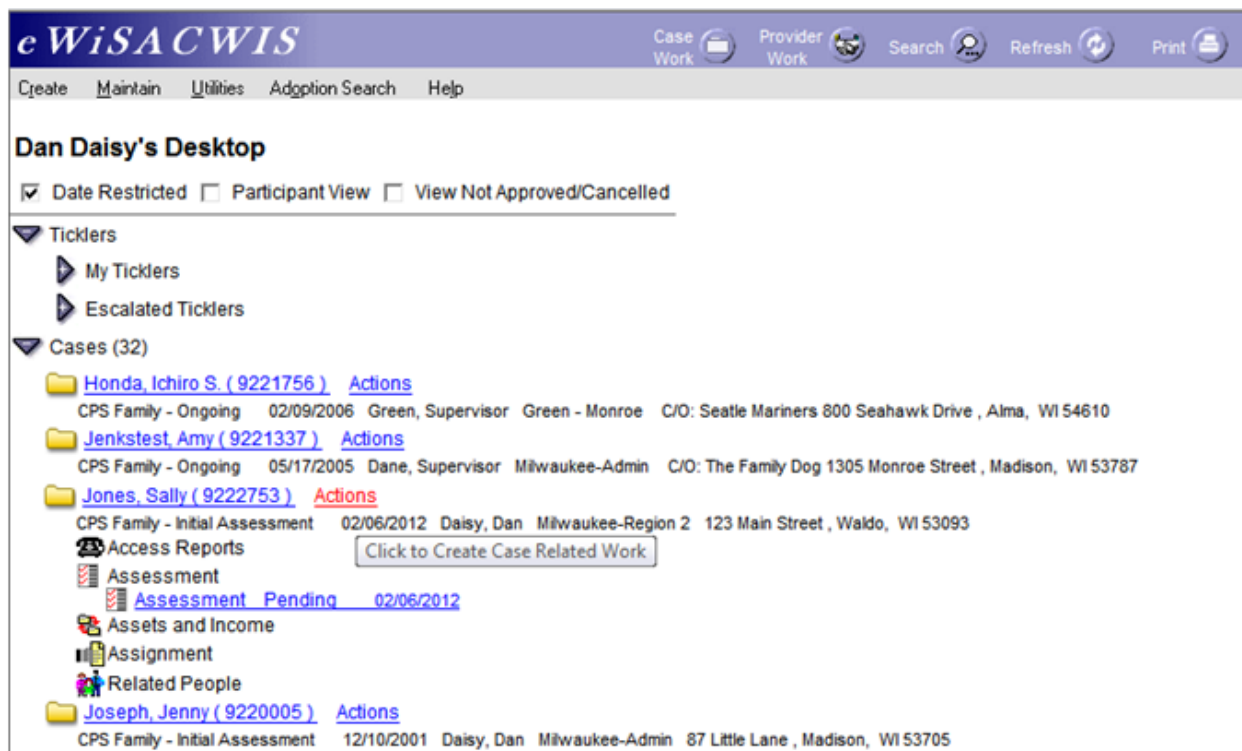 eWiSACWIS
Case Work Provider Work Search Refresh Print
Create Maintain Utilities Adoption Search Help
Dan Daisy's Desktop
Date Restricted Participant View View Not Approved/Cancelled
Ticklers
My Ticklers
Escalated Ticklers
Cases (32)
Honda, Ichiro S. ( 9221756 ) Actions
CPS Family - Ongoing 02/09/2006 Green, Supervisor Green - Monroe C/O: Seatle Mariners 800 Seahawk Drive , Alma, WI 54610
Jenkstest, Amy ( 9221337 ) Actions
CPS Family - Ongoing 05/17/2005 Dane, Supervisor Milwaukee-Admin C/O: The Family Dog 1305 Monroe Street , Madison, WI 53787
Jones, Sally ( 9222753 ) Actions
CPS Family - Initial Assessment 02/06/2012 Daisy, Dan Milwaukee-Region 2 123 Main Street , Waldo, WI 53093
Access Reports
Click to Create Case Related Work
Assessment
Assessment Pending 02/06/2012
Assets and Income
Assignment
Related People
Joseph, Jenny ( 9220005 ) Actions
CPS Family - Initial Assessment 12/10/2001 Daisy, Dan Milwaukee-Admin 87 Little Lane , Madison, WI 53705